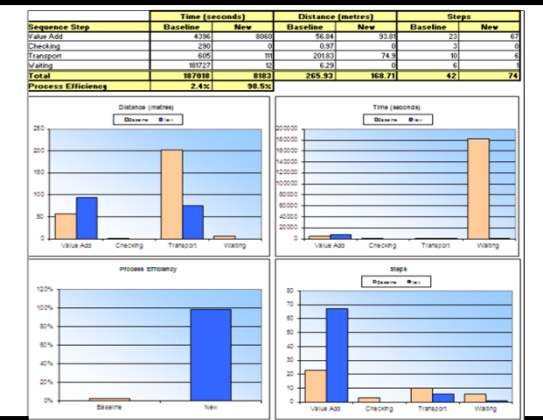 Time (seconds) Distance (metres) Steps
Sequence Step Baseline New Baseline New Baseline New
Value Add 4396 8060 56.84 93.81 23 67
Checking 290 0 0.97 0 3 0
Transport 605 111 201.83 74.9 10 6
Waiting 181727 12 6.29 0 6 1
Total 187018 8183 265.93 168.71 42 74
Process Efficiency 2.4% 98.5%
Distance (metres)
Baseline New
250
200
150
100
50
0
Value Add Checking Transport Waiting
Time (seconds)
Baseline New
200000
180000
160000
140000
120000
100000
80000
60000
40000
20000
0
Value Add Checking Transport Waiting
Process Efficiency
120%
100%
80%
60%
40%
20%
0%
Baseline New
Steps
Baseline New
80
70
60
50
40
30
20
10
0
Value Add Checking Transport Waiting